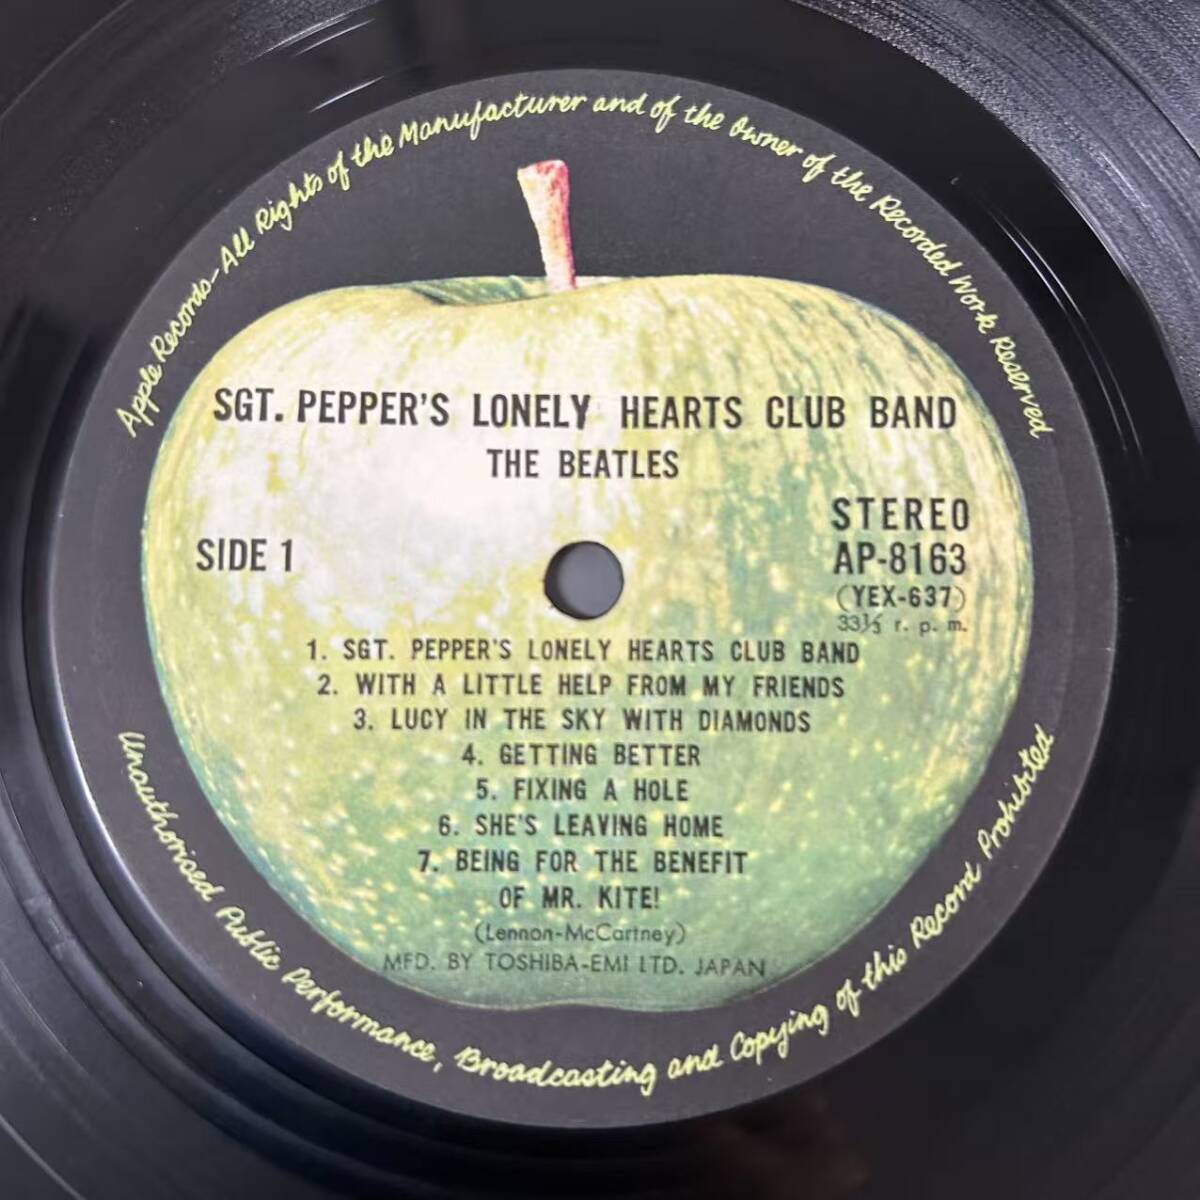 Apple Records-All Rights of the Manufacturer and of the Owner of the Recorded Work Reserved
SGT. PEPPER'S LONELY HEARTS CLUB BAND
THE BEATLES
STEREO
SIDE 1
AP-8163
(YEX-637)
33⅓ r. p. m.
1. SGT. PEPPER'S LONELY HEARTS CLUB BAND
2. WITH A LITTLE HELP FROM MY FRIENDS
3. LUCY IN THE SKY WITH DIAMONDS
4. GETTING BETTER
5. FIXING A HOLE
6. SHE'S LEAVING HOME
7. BEING FOR THE BENEFIT
OF MR. KITE!
(Lennon-McCartney)
MFD. BY TOSHIBA-EMI LTD. JAPAN
Unauthorised Public Performance, Broadcasting and Copying of this Record Prohibited